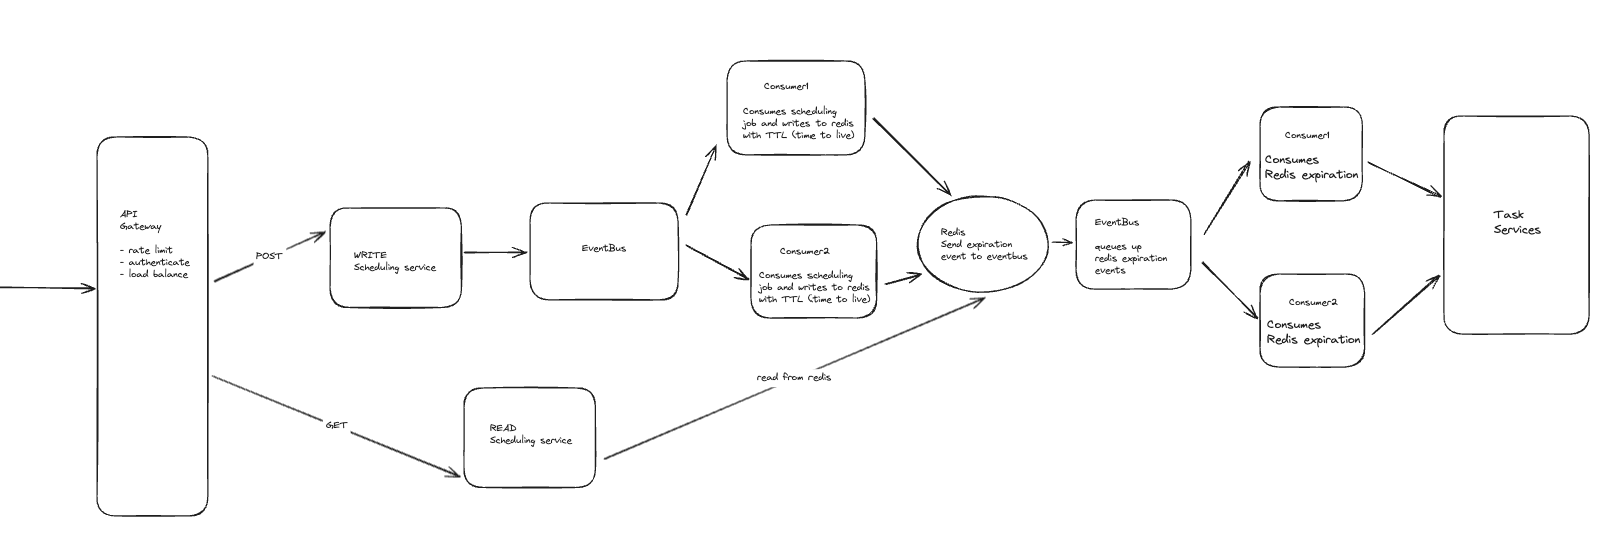 API
Gateway
- rate limit
- authenticate
- load balance
POST
GET
WRITE
Scheduling service
READ
Scheduling service
EventBus
Consumer1
Consumes scheduling
job and writes to redis
with TTL (time to live)
Consumer2
Consumes scheduling
job and writes to redis
with TTL (time to live)
read from redis
Redis
Send expiration
event to eventbus
EventBus
queues up
redis expiration
events
Consumer1
Consumes
Redis expiration
Consumer2
Consumes
Redis expiration
Task
Services